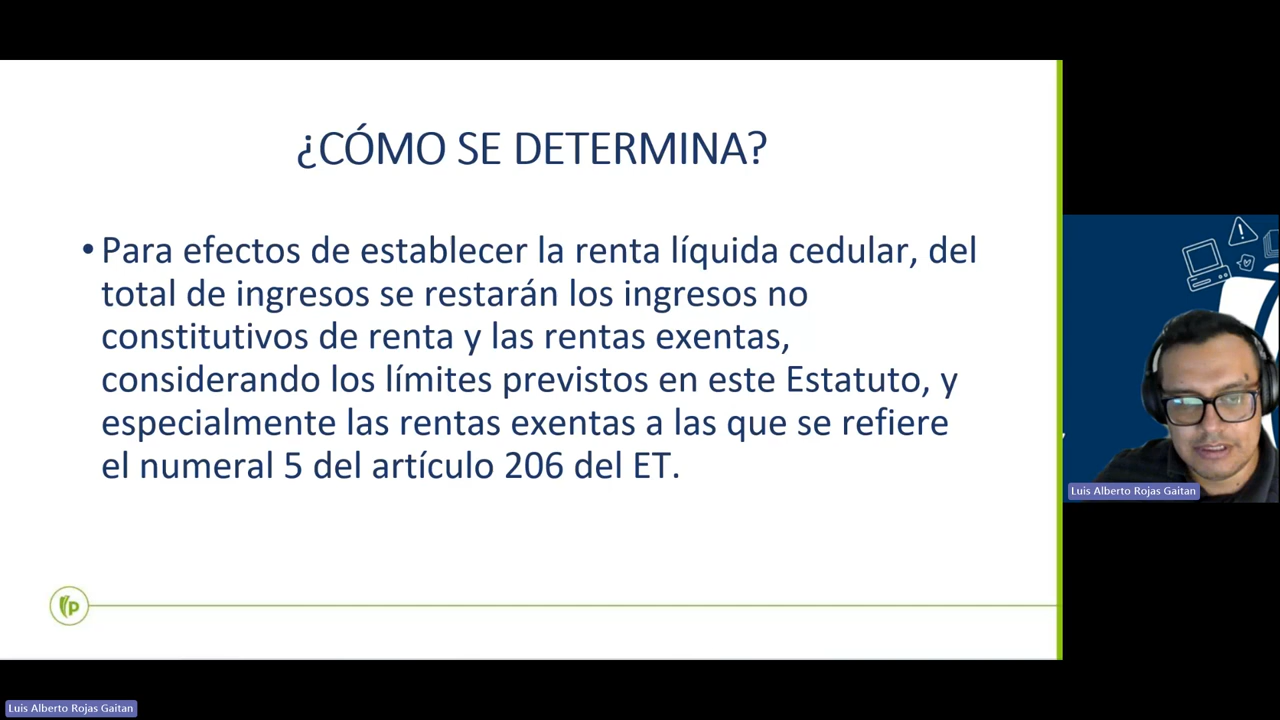 ¿CÓMO SE DETERMINA?
• Para efectos de establecer la renta líquida cedular, del
total de ingresos se restarán los ingresos no
constitutivos de renta y las rentas exentas,
considerando los límites previstos en este Estatuto, y
especialmente las rentas exentas a las que se refiere
el numeral 5 del artículo 206 del ET.
p
Luis Alberto Rojas Gaitan
Luis Alberto Rojas Gaitan